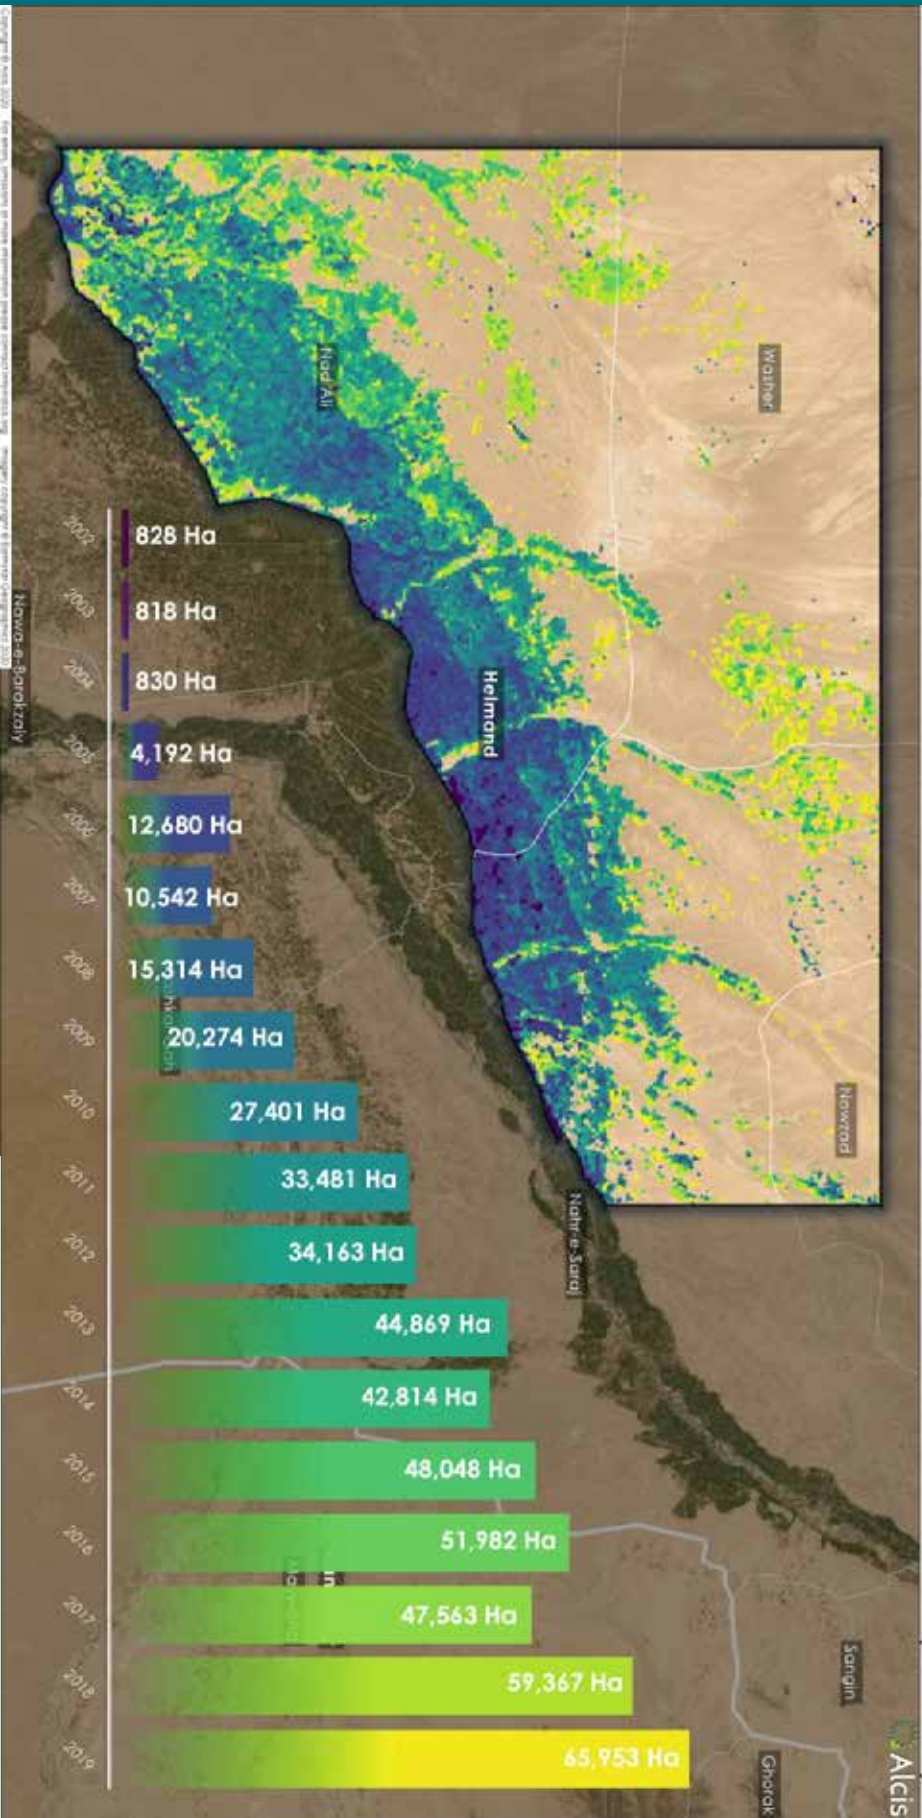 Washer
Nad Ali
Helmand
Nawzad
Nahr-e-Saraj
Sangin
Ghorak
Alcis
Nawa-e-Barakzaiy
828 Ha
818 Ha
830 Ha
4,192 Ha
12,680 Ha
10,542 Ha
15,314 Ha
20,274 Ha
27,401 Ha
33,481 Ha
34,163 Ha
44,869 Ha
42,814 Ha
48,048 Ha
51,982 Ha
47,563 Ha
59,367 Ha
65,953 Ha
2002
2003
2004
2005
2006
2007
2008
2009
2010
2011
2012
2013
2014
2015
2016
2017
2018
2019